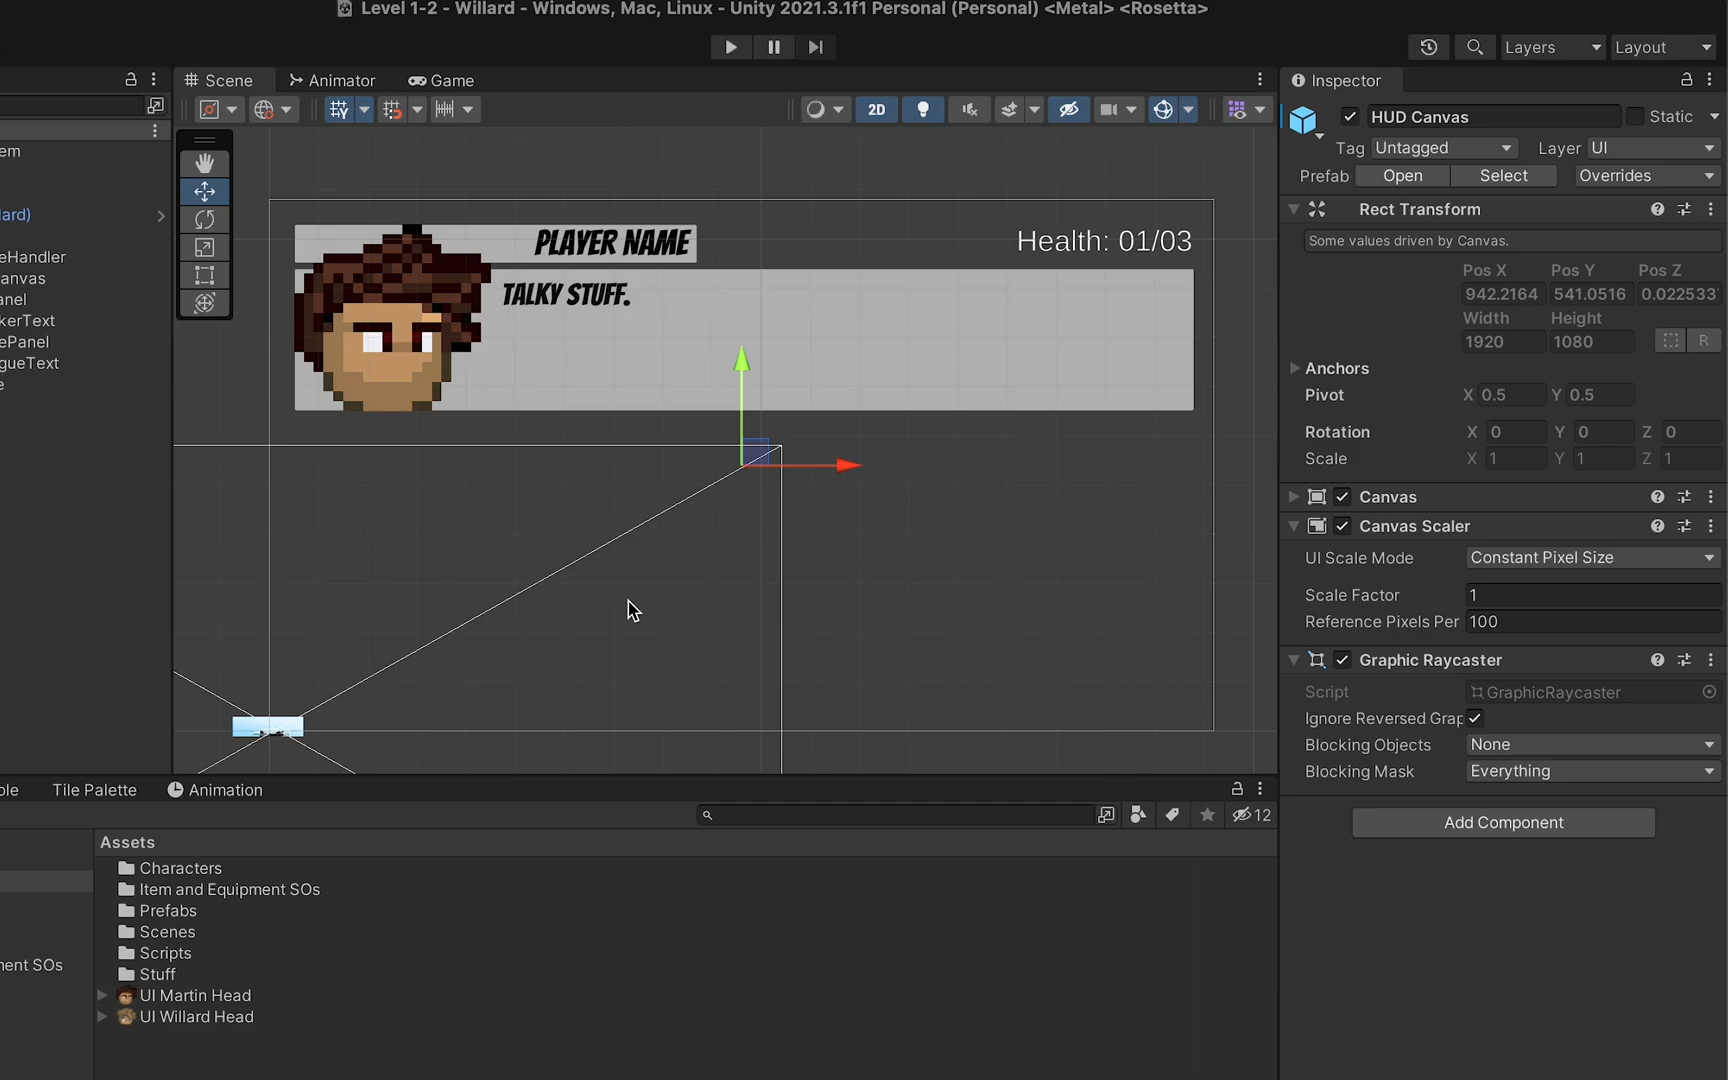 Level 1-2 - Willard - Windows, Mac, Linux - Unity 2021.3.1f1 Personal (Personal) <Metal> <Rosetta>
Layers
Layout
Scene
Animator
Game
Inspector
2D
HUD Canvas
Static
Tag Untagged
Layer UI
Prefab Open Select Overrides
em
lard)
eHandler
anvas
anel
kerText
ePanel
gueText
e
PLAYER NAME
Health: 01/03
TALKY STUFF.
Rect Transform
Some values driven by Canvas.
Pos X Pos Y Pos Z
942.2164 541.0516 0.022533
Width Height
1920 1080
R
Anchors
Pivot X 0.5 Y 0.5
Rotation X 0 Y 0 Z 0
Scale X 1 Y 1 Z 1
Canvas
Canvas Scaler
UI Scale Mode Constant Pixel Size
Scale Factor 1
Reference Pixels Per 100
Graphic Raycaster
Script GraphicRaycaster
Ignore Reversed Grap
Blocking Objects None
Blocking Mask Everything
Add Component
ole
Tile Palette
Animation
12
Assets
Characters
Item and Equipment SOs
Prefabs
Scenes
Scripts
Stuff
UI Martin Head
UI Willard Head
ment SOs